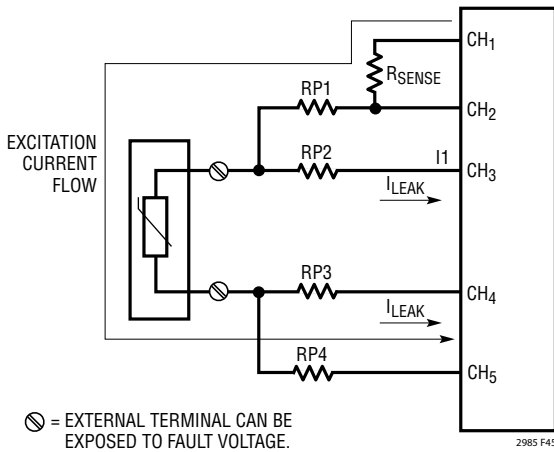 CH1
RSENSE
RP1
CH2
EXCITATION
CURRENT
FLOW
RP2
I1
CH3
ILEAK
RP3
CH4
ILEAK
RP4
CH5
= EXTERNAL TERMINAL CAN BE
EXPOSED TO FAULT VOLTAGE.
2985 F45